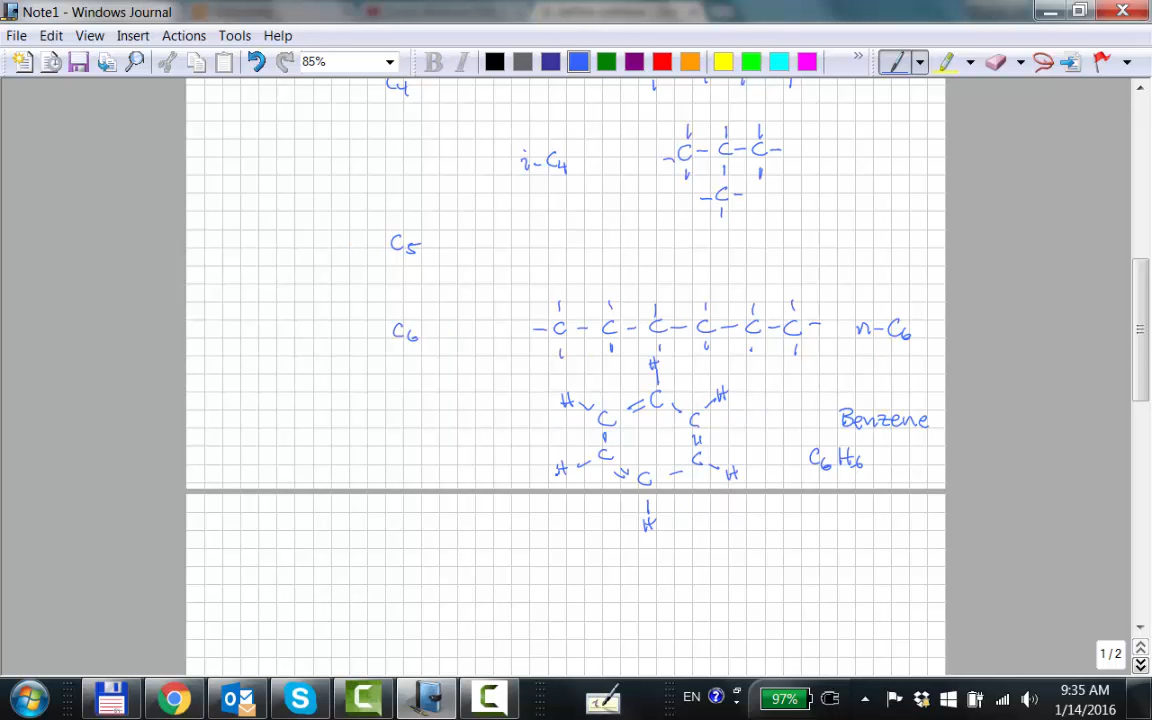 Note1 - Windows Journal
File Edit View Insert Actions Tools Help
85%
C4
i-C4
- C - C - C -
- C -
C5
C6
- C - C - C - C - C - C - n-C6
H
H C = C C H
Benzene
H C C C H
C6H6
H
1 / 2
EN
97%
9:35 AM
1/14/2016